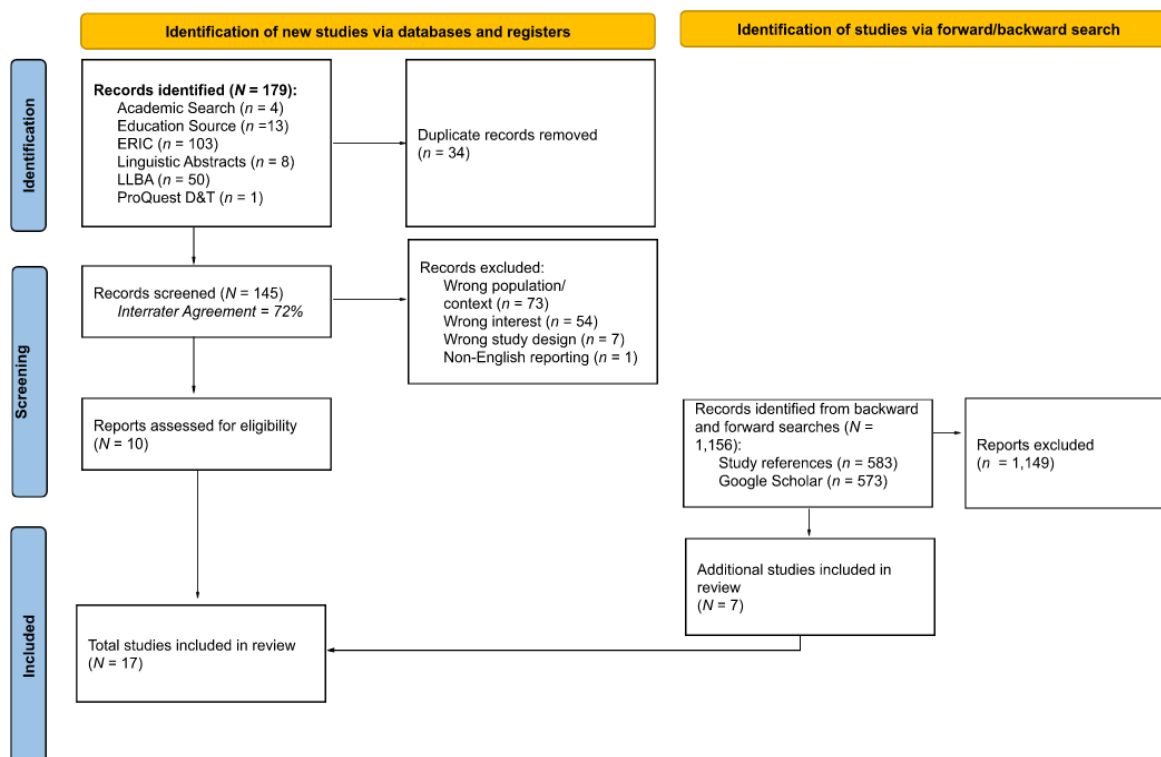 Identification of new studies via databases and registers
Identification of studies via forward/backward search
Identification
Records identified (N = 179):
Academic Search (n = 4)
Education Source (n =13)
ERIC (n = 103)
Linguistic Abstracts (n = 8)
LLBA (n = 50)
ProQuest D&T (n = 1)
Duplicate records removed
(n = 34)
Screening
Records screened (N = 145)
Interrater Agreement = 72%
Records excluded:
Wrong population/
context (n = 73)
Wrong interest (n = 54)
Wrong study design (n = 7)
Non-English reporting (n = 1)
Reports assessed for eligibility
(N = 10)
Records identified from backward
and forward searches (N =
1,156):
Study references (n = 583)
Google Scholar (n = 573)
Reports excluded
(n = 1,149)
Included
Additional studies included in
review
(N = 7)
Total studies included in review
(N = 17)